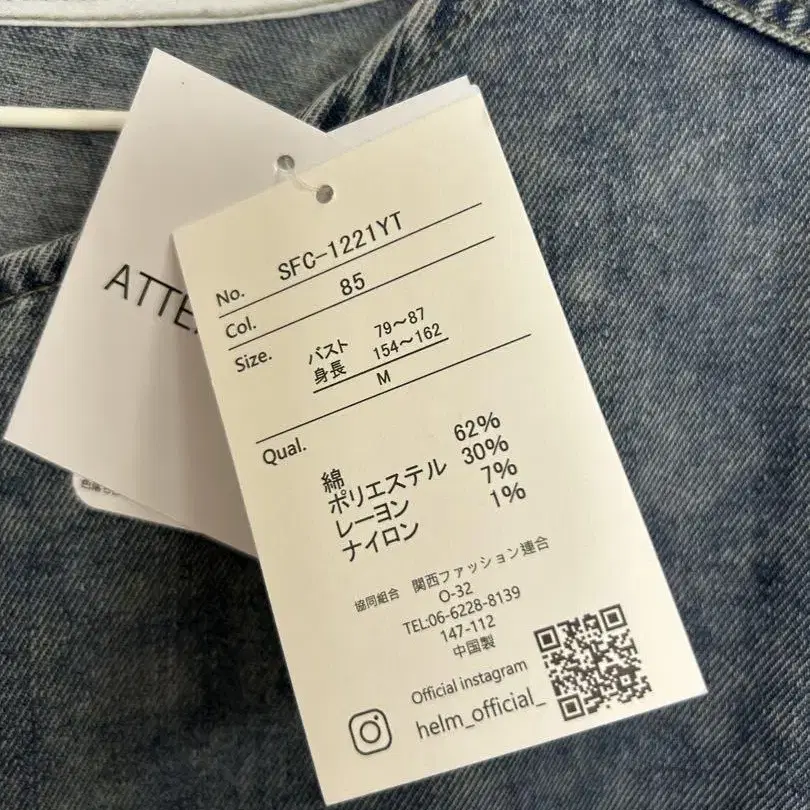 ATTE
No. SFC-1221YT
Col. 85
Size. バスト 79～87
身長 154～162
M
Qual.
綿 62%
ポリエステル 30%
レーヨン 7%
ナイロン 1%
協同組合 関西ファッション連合
O-32
TEL:06-6228-8139
147-112
中国製
Official instagram
helm_official_